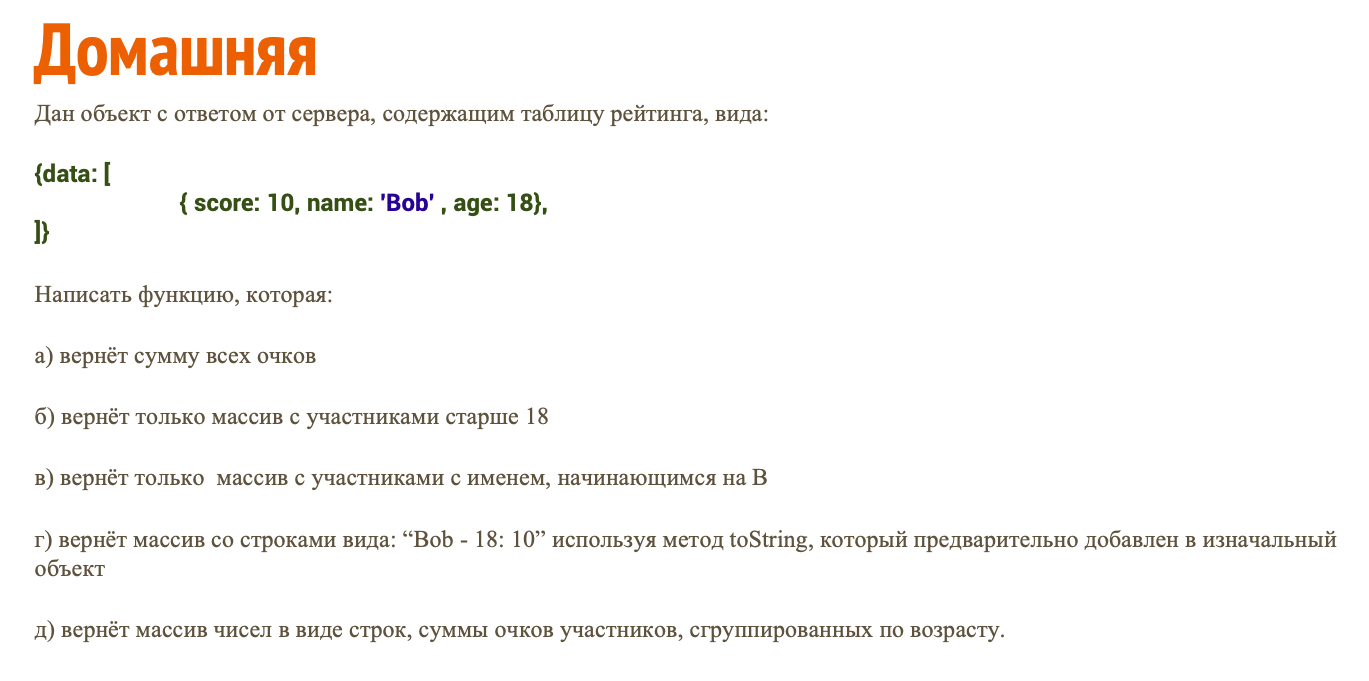 Домашняя
Дан объект с ответом от сервера, содержащим таблицу рейтинга, вида:
{data: [
{ score: 10, name: 'Bob' , age: 18},
]}
Написать функцию, которая:
а) вернёт сумму всех очков
б) вернёт только массив с участниками старше 18
в) вернёт только  массив с участниками с именем, начинающимся на B
г) вернёт массив со строками вида: “Bob - 18: 10” используя метод toString, который предварительно добавлен в изначальный
объект
д) вернёт массив чисел в виде строк, суммы очков участников, сгруппированных по возрасту.